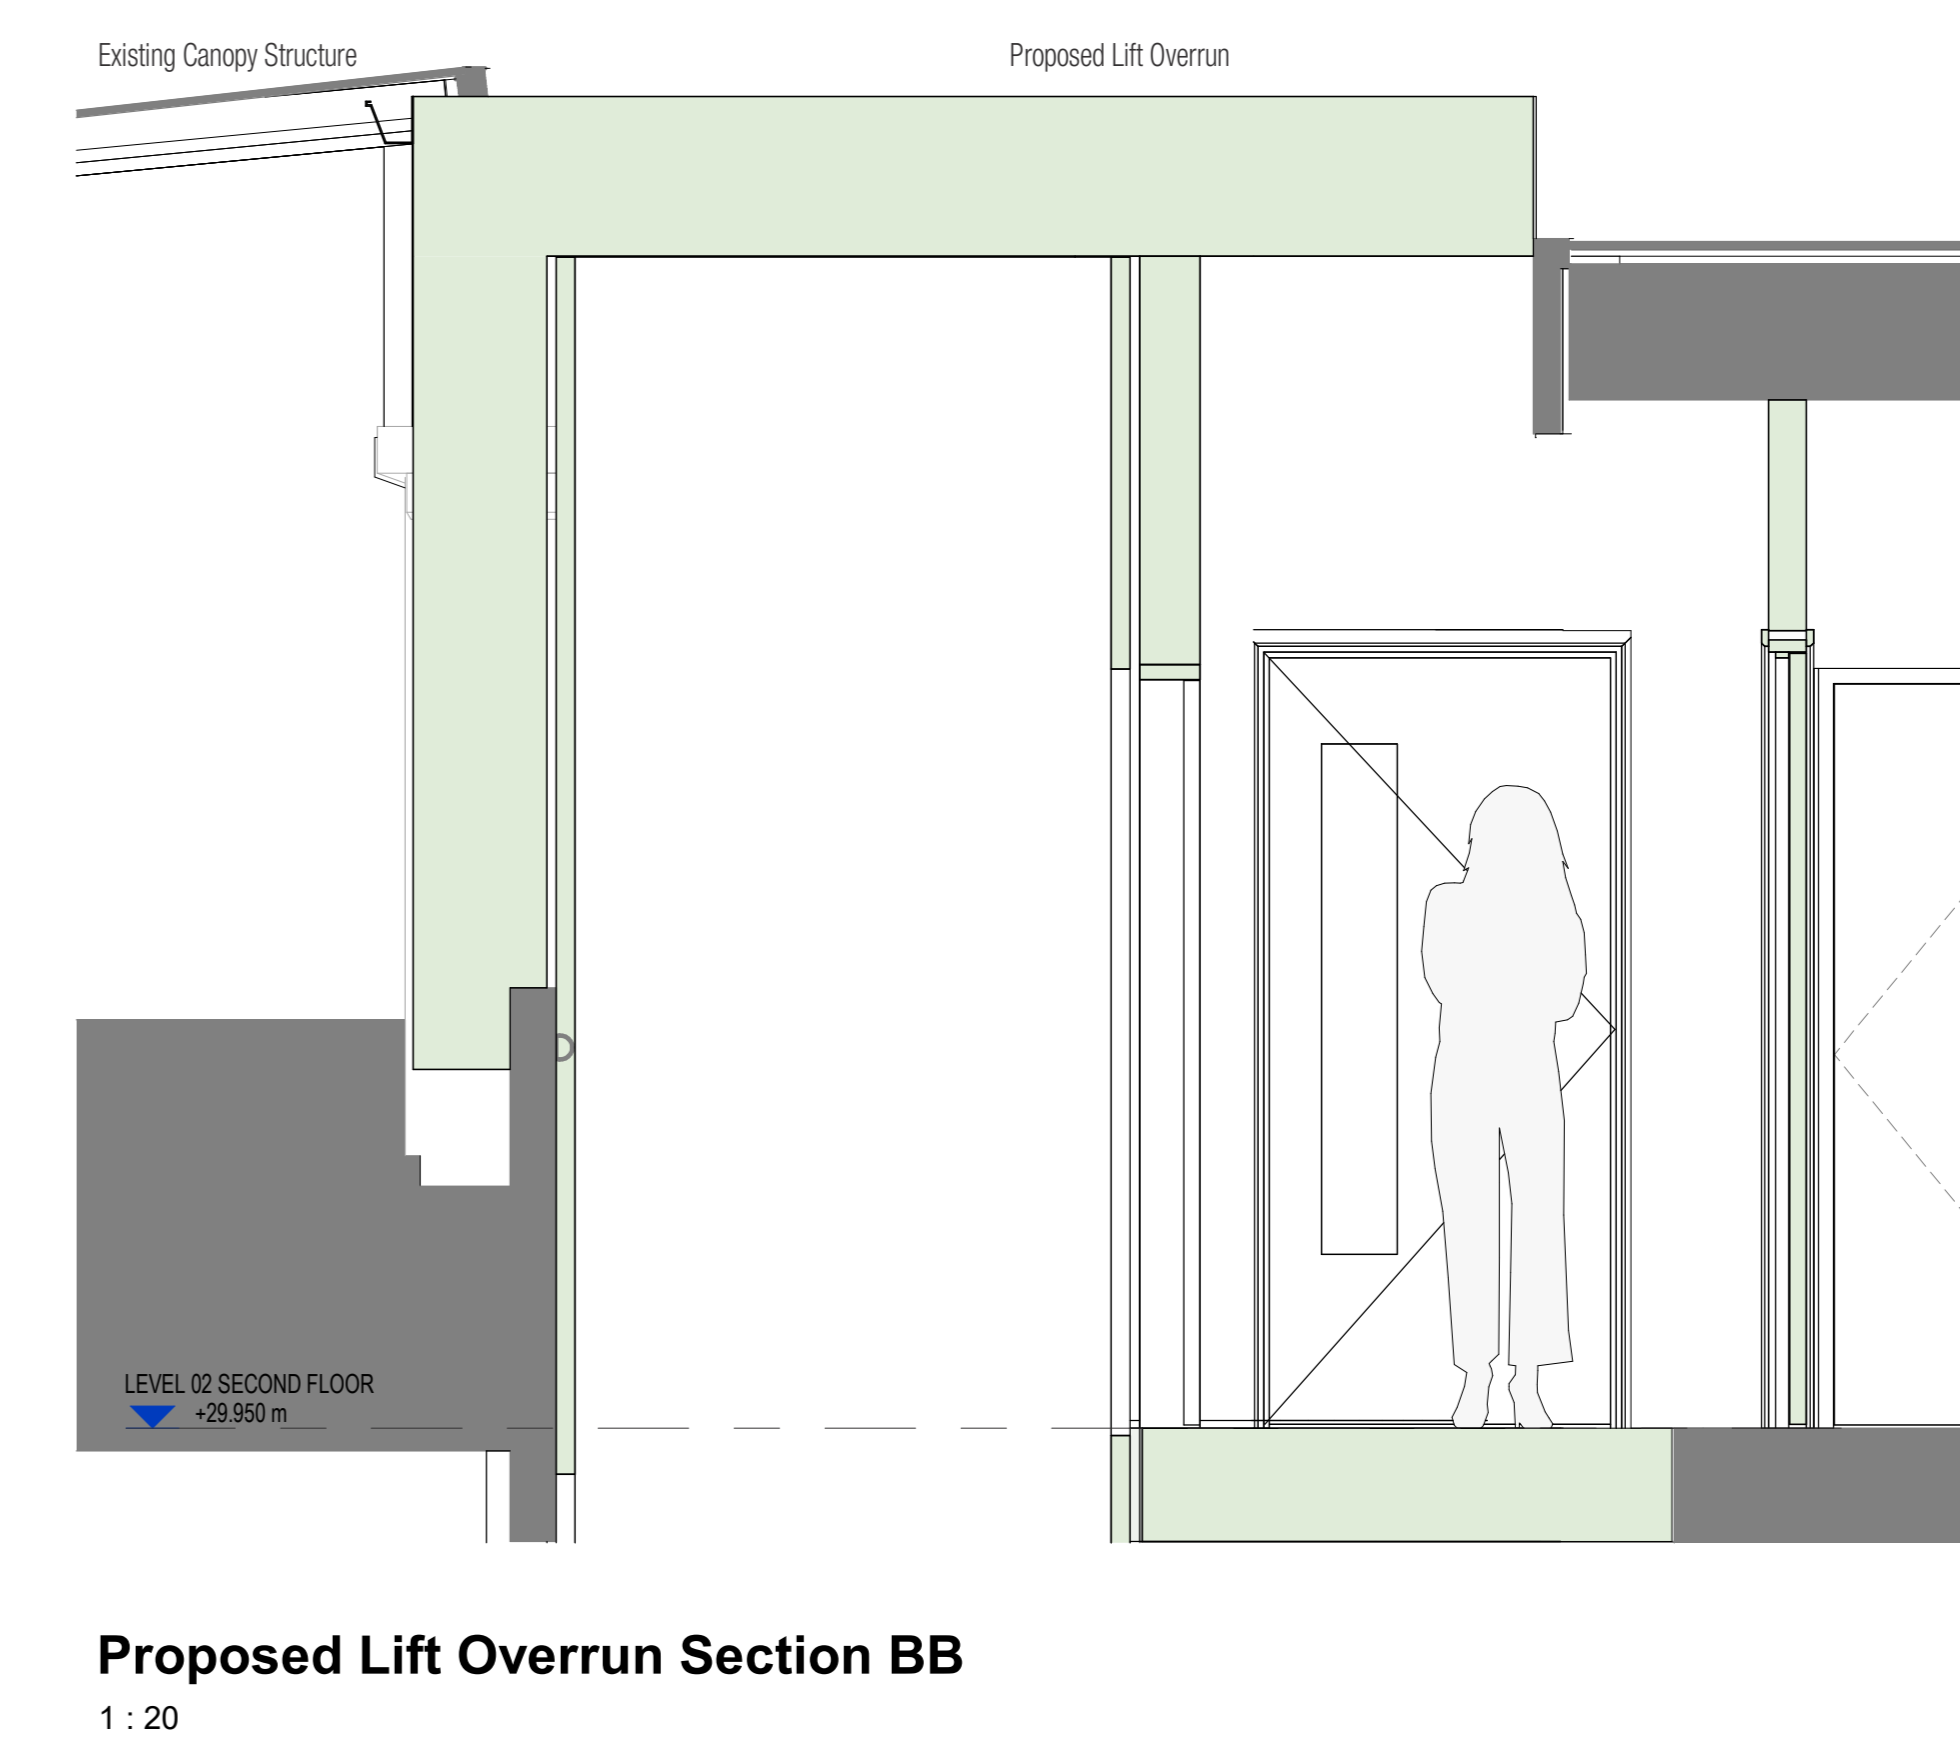 Existing Canopy Structure
Proposed Lift Overrun
LEVEL 02 SECOND FLOOR
+29.950 m
Proposed Lift Overrun Section BB
1 : 20